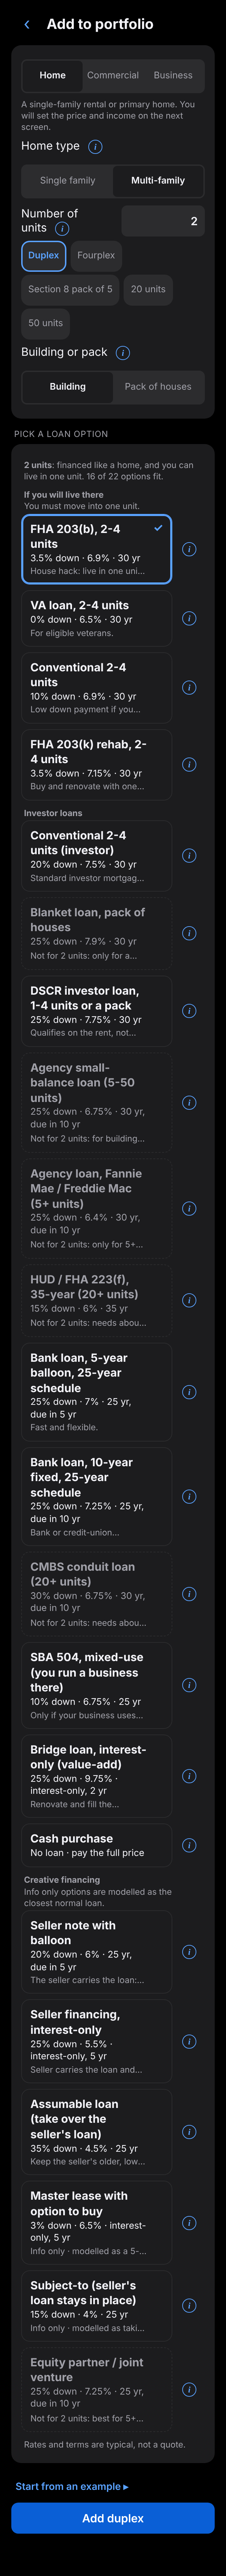 Add to portfolio
Home Commercial Business
A single-family rental or primary home. You
will set the price and income on the next
screen.
Home type
Single family Multi-family
Number of
units
2
Duplex Fourplex
Section 8 pack of 5 20 units
50 units
Building or pack
Building Pack of houses
PICK A LOAN OPTION
2 units: financed like a home, and you can
live in one unit. 16 of 22 options fit.
If you will live there
You must move into one unit.
FHA 203(b), 2-4
units
3.5% down · 6.9% · 30 yr
House hack: live in one uni...
VA loan, 2-4 units
0% down · 6.5% · 30 yr
For eligible veterans.
Conventional 2-4
units
10% down · 6.9% · 30 yr
Low down payment if you...
FHA 203(k) rehab, 2-
4 units
3.5% down · 7.15% · 30 yr
Buy and renovate with one...
Investor loans
Conventional 2-4
units (investor)
20% down · 7.5% · 30 yr
Standard investor mortgag...
Blanket loan, pack of
houses
25% down · 7.9% · 30 yr
Not for 2 units: only for a...
DSCR investor loan,
1-4 units or a pack
25% down · 7.75% · 30 yr
Qualifies on the rent, not...
Agency small-
balance loan (5-50
units)
25% down · 6.75% · 30 yr,
due in 10 yr
Not for 2 units: for building...
Agency loan, Fannie
Mae / Freddie Mac
(5+ units)
25% down · 6.4% · 30 yr,
due in 10 yr
Not for 2 units: only for 5+...
HUD / FHA 223(f),
35-year (20+ units)
15% down · 6% · 35 yr
Not for 2 units: needs abou...
Bank loan, 5-year
balloon, 25-year
schedule
25% down · 7% · 25 yr,
due in 5 yr
Fast and flexible.
Bank loan, 10-year
fixed, 25-year
schedule
25% down · 7.25% · 25 yr,
due in 10 yr
Bank or credit-union...
CMBS conduit loan
(20+ units)
30% down · 6.75% · 30 yr,
due in 10 yr
Not for 2 units: needs abou...
SBA 504, mixed-use
(you run a business
there)
10% down · 6.75% · 25 yr
Only if your business uses...
Bridge loan, interest-
only (value-add)
25% down · 9.75% ·
interest-only, 2 yr
Renovate and fill the...
Cash purchase
No loan · pay the full price
Creative financing
Info only options are modelled as the
closest normal loan.
Seller note with
balloon
20% down · 6% · 25 yr,
due in 5 yr
The seller carries the loan:...
Seller financing,
interest-only
25% down · 5.5% ·
interest-only, 5 yr
Seller carries the loan and...
Assumable loan
(take over the
seller's loan)
35% down · 4.5% · 25 yr
Keep the seller's older, low...
Master lease with
option to buy
3% down · 6.5% · interest-
only, 5 yr
Info only · modelled as a 5-...
Subject-to (seller's
loan stays in place)
15% down · 4% · 25 yr
Info only · modelled as taki...
Equity partner / joint
venture
25% down · 7.25% · 25 yr,
due in 10 yr
Not for 2 units: best for 5+...
Rates and terms are typical, not a quote.
Start from an example ▸
Add duplex